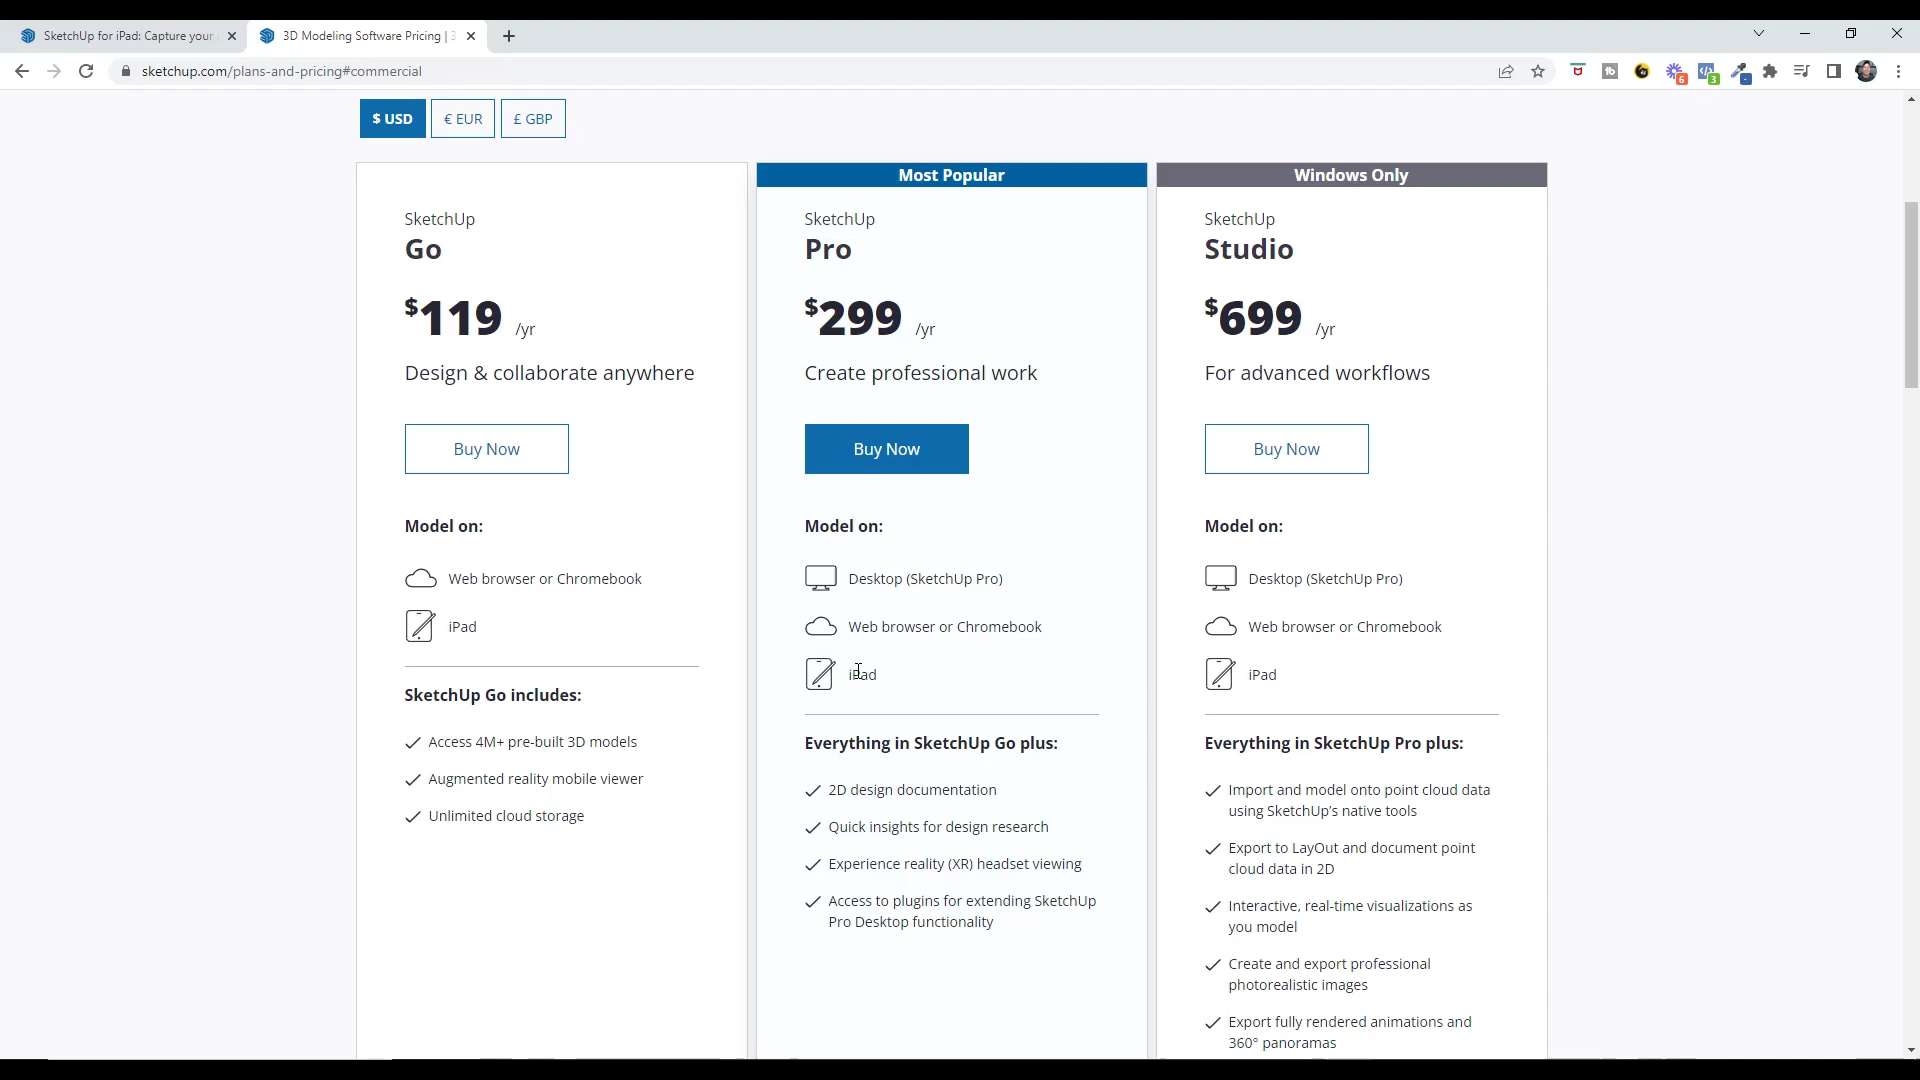 SketchUp for iPad: Capture your
3D Modeling Software Pricing | 3
sketchup.com/plans-and-pricing#commercial
6
3
$ USD
€ EUR
£ GBP
SketchUp
Go
$119 /yr
Design & collaborate anywhere
Buy Now
Model on:
Web browser or Chromebook
iPad
SketchUp Go includes:
Access 4M+ pre-built 3D models
Augmented reality mobile viewer
Unlimited cloud storage
Most Popular
SketchUp
Pro
$299 /yr
Create professional work
Buy Now
Model on:
Desktop (SketchUp Pro)
Web browser or Chromebook
iPad
Everything in SketchUp Go plus:
2D design documentation
Quick insights for design research
Experience reality (XR) headset viewing
Access to plugins for extending SketchUp
Pro Desktop functionality
Windows Only
SketchUp
Studio
$699 /yr
For advanced workflows
Buy Now
Model on:
Desktop (SketchUp Pro)
Web browser or Chromebook
iPad
Everything in SketchUp Pro plus:
Import and model onto point cloud data
using SketchUp’s native tools
Export to LayOut and document point
cloud data in 2D
Interactive, real-time visualizations as
you model
Create and export professional
photorealistic images
Export fully rendered animations and
360° panoramas